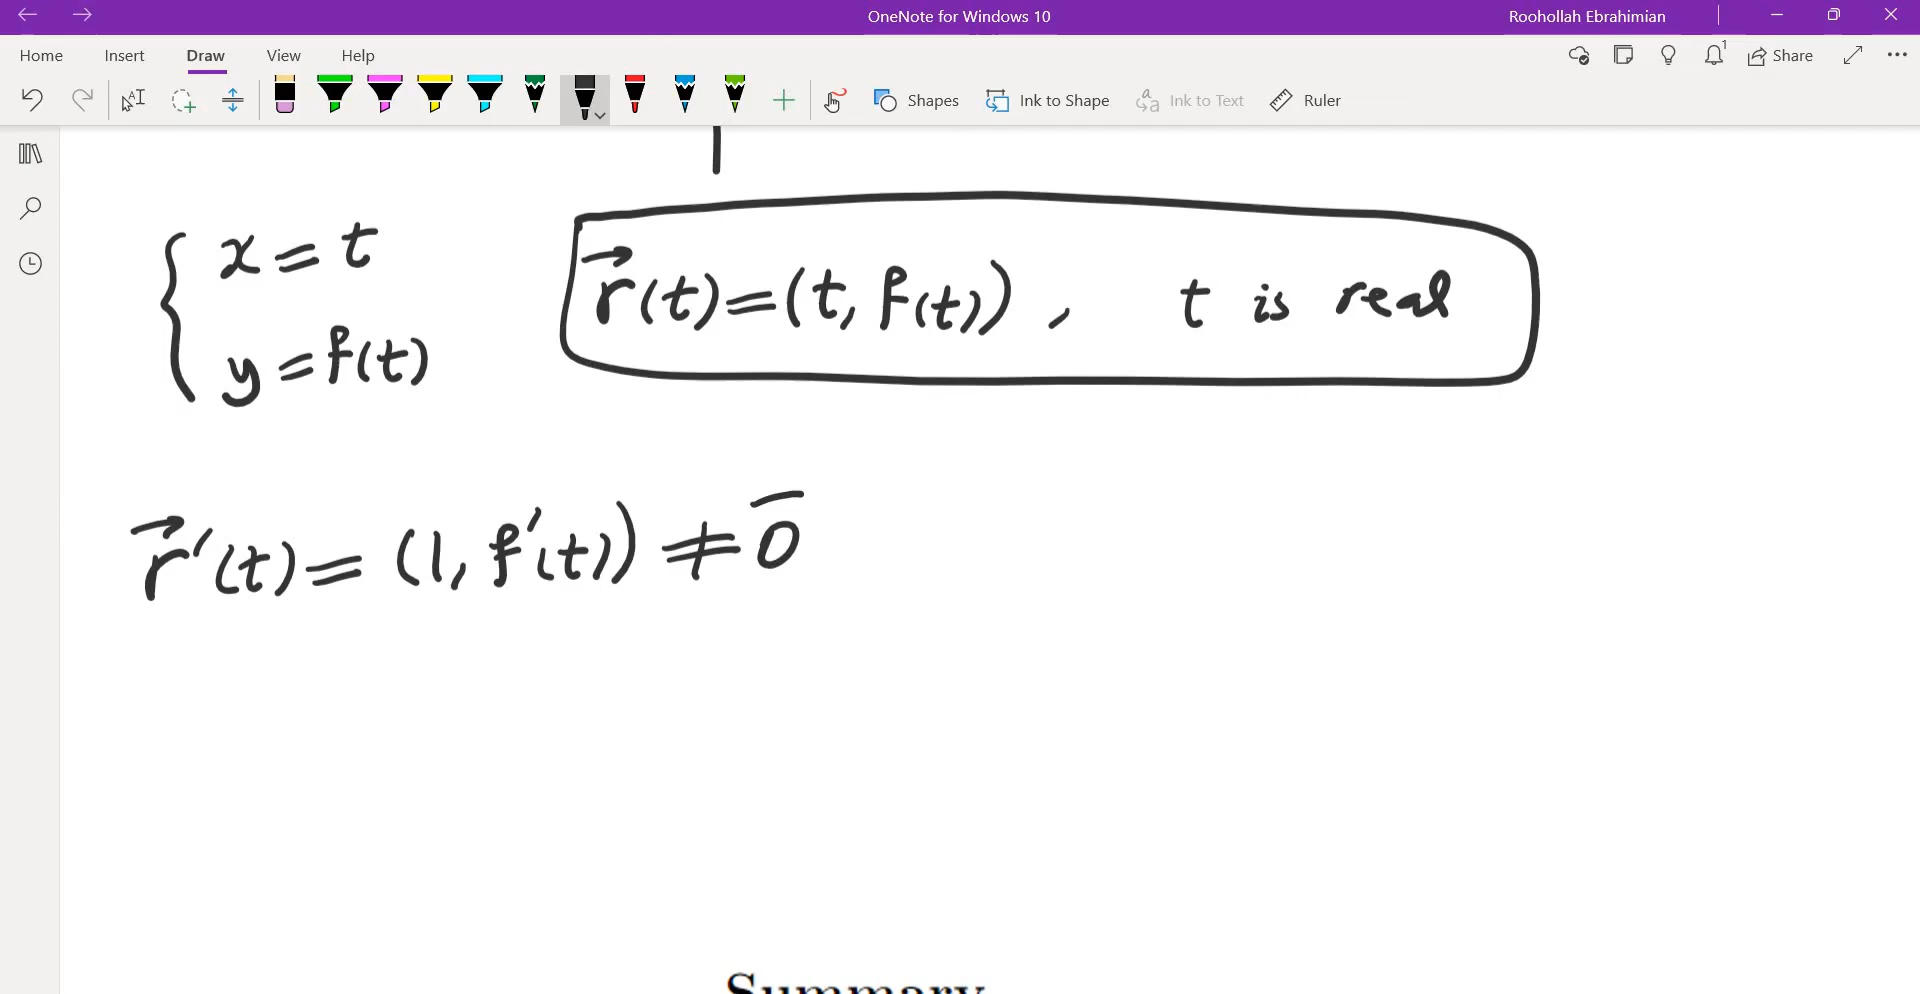 OneNote for Windows 10
Roohollah Ebrahimian
Home Insert Draw View Help
1
Share
Shapes Ink to Shape Ink to Text Ruler
x = t
y = f(t)
r⃗(t) = (t, f(t)) , t is real
r⃗'(t) = (1, f'(t)) ≠ 0̅
Summary